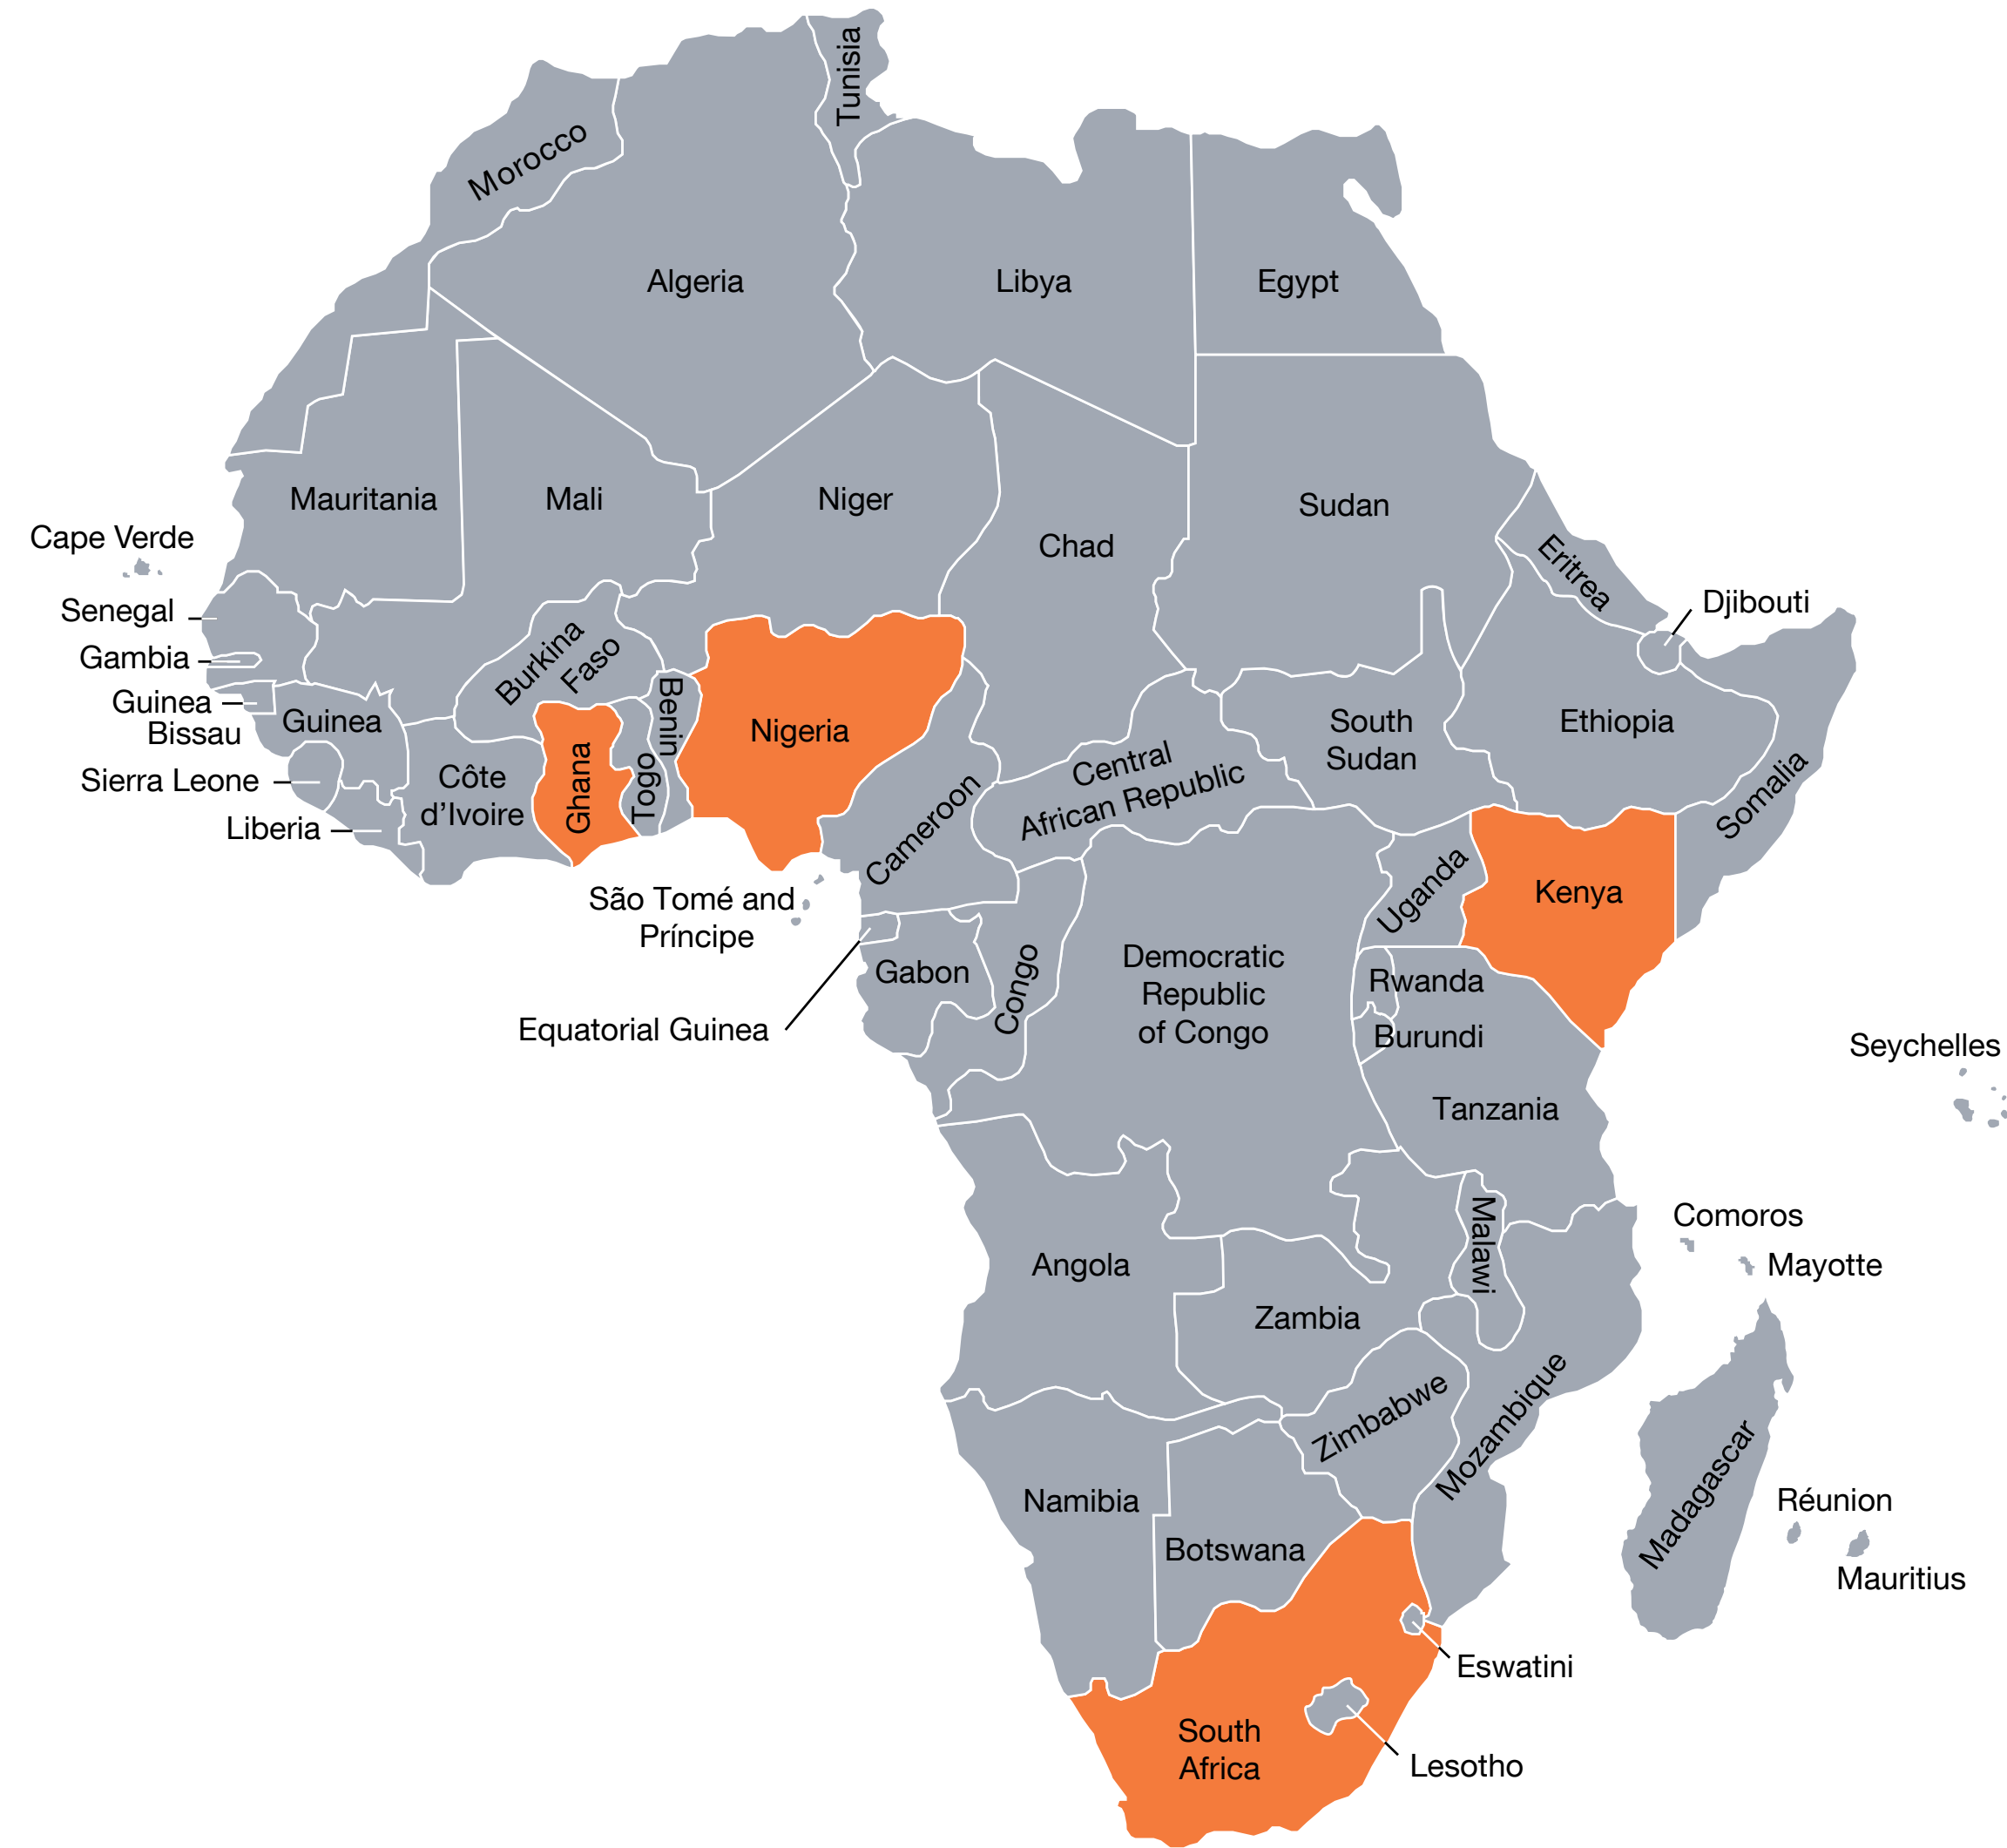 Tunisia
Morocco
Algeria
Libya
Egypt
Mauritania
Mali
Niger
Chad
Sudan
Eritrea
Cape Verde
Senegal
Gambia
Guinea
Bissau
Guinea
Sierra Leone
Liberia
Côte
d’Ivoire
Burkina
Faso
Ghana
Togo
Benin
Nigeria
Cameroon
Central
African Republic
South
Sudan
Ethiopia
Djibouti
Somalia
São Tomé and
Príncipe
Equatorial Guinea
Gabon
Congo
Democratic
Republic
of Congo
Uganda
Kenya
Rwanda
Burundi
Tanzania
Seychelles
Comoros
Mayotte
Angola
Zambia
Malawi
Mozambique
Zimbabwe
Namibia
Botswana
Madagascar
Réunion
Mauritius
Eswatini
Lesotho
South
Africa